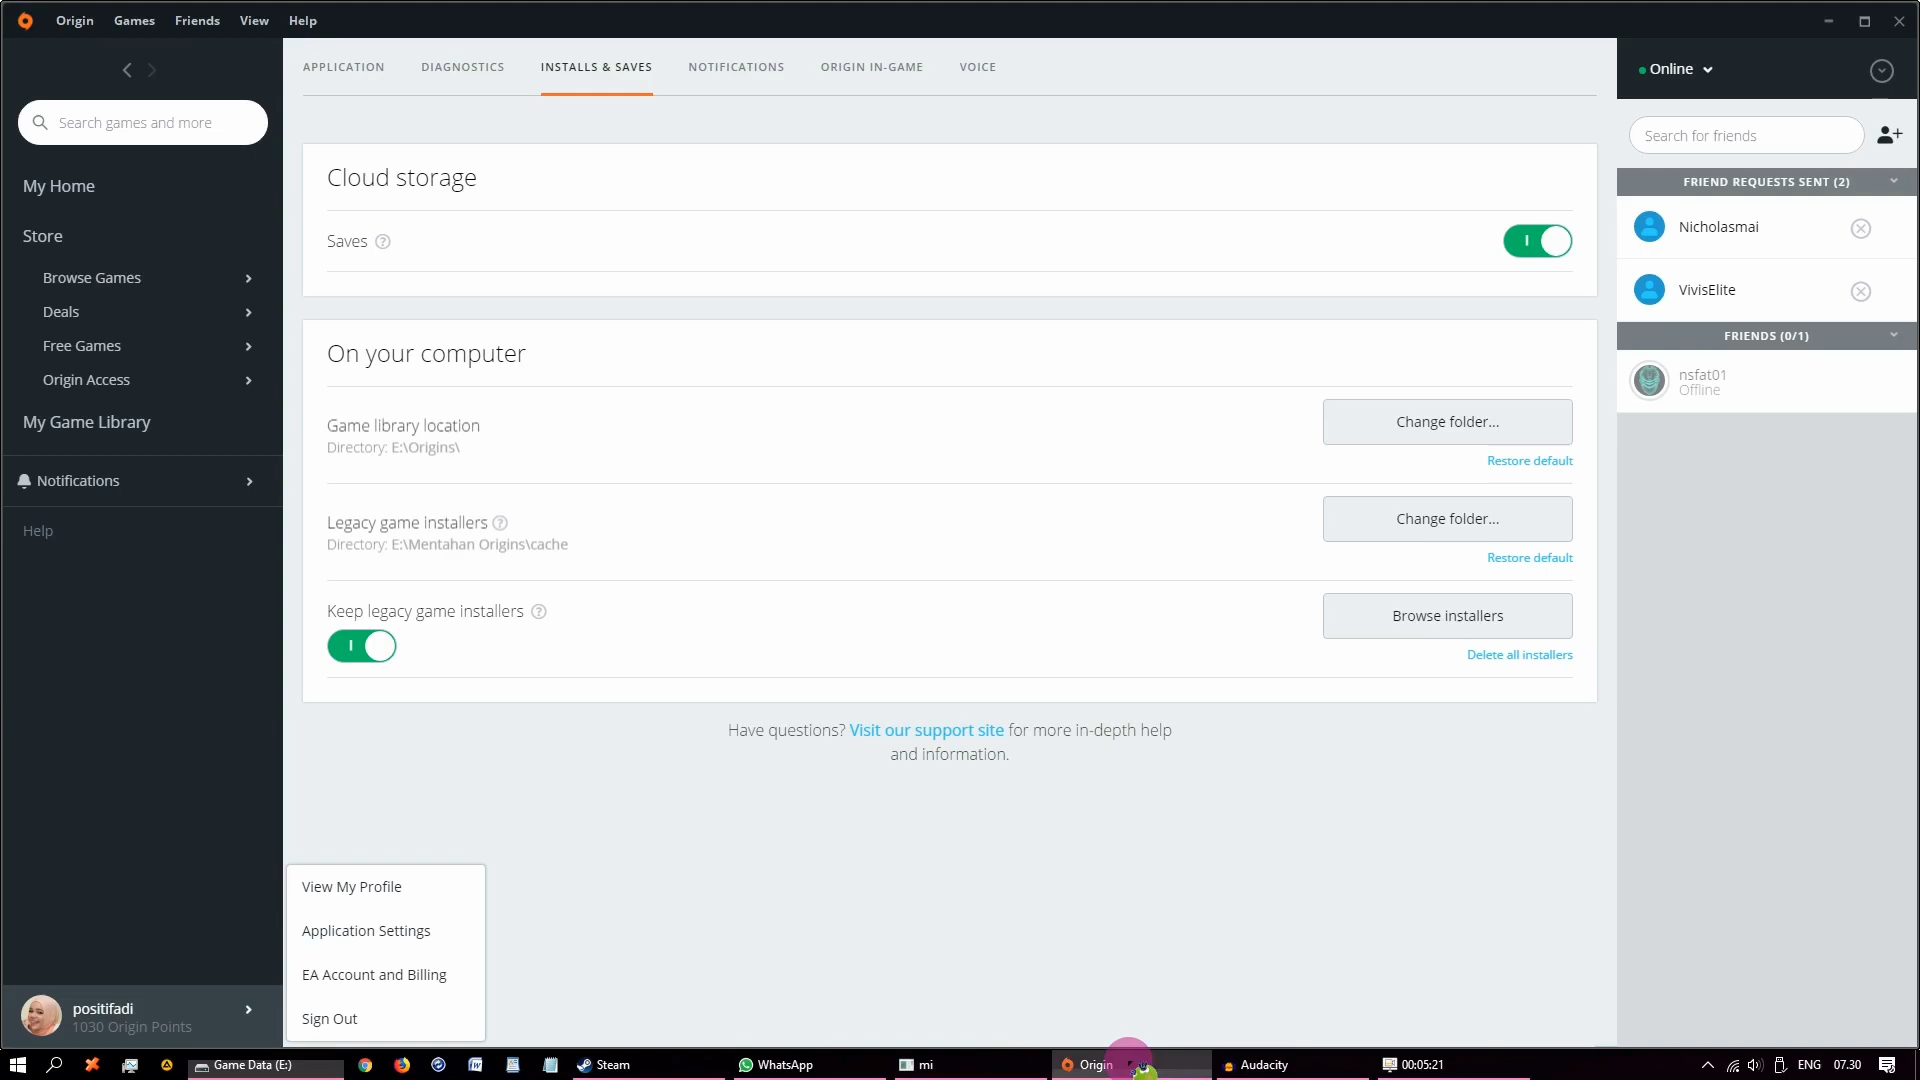 Origin Games Friends View Help
Search games and more
My Home
Store
Browse Games
Deals
Free Games
Origin Access
My Game Library
Notifications
Help
positifadi
1030 Origin Points
APPLICATION DIAGNOSTICS INSTALLS & SAVES NOTIFICATIONS ORIGIN IN-GAME VOICE
Cloud storage
Saves ?
I
On your computer
Game library location
Directory: E:\Origins\
Change folder...
Restore default
Legacy game installers ?
Directory: E:\Mentahan Origins\cache
Change folder...
Restore default
Keep legacy game installers ?
I
Browse installers
Delete all installers
Have questions? Visit our support site for more in-depth help
and information.
View My Profile
Application Settings
EA Account and Billing
Sign Out
Online
Search for friends
FRIEND REQUESTS SENT (2)
Nicholasmai
VivisElite
FRIENDS (0/1)
nsfat01
Offline
Game Data (E:) Steam WhatsApp mi Origin Audacity 00:05:21 ENG 07.30